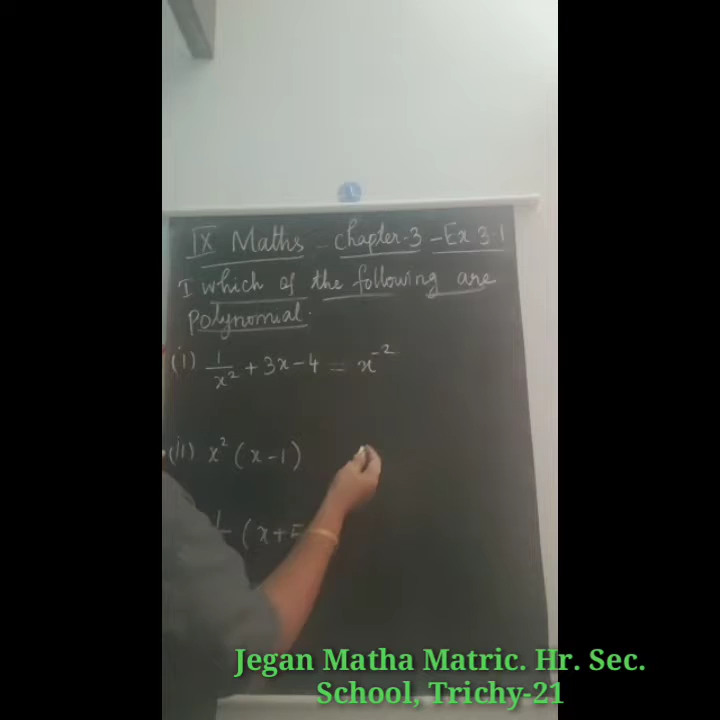 IX Maths - chapter-3 - Ex 3.1
I which of the following are
polynomial.
(i) 1/x² + 3x - 4 = x⁻²
(ii) x² (x-1)
(x+
Jegan Matha Matric. Hr. Sec.
School, Trichy-21